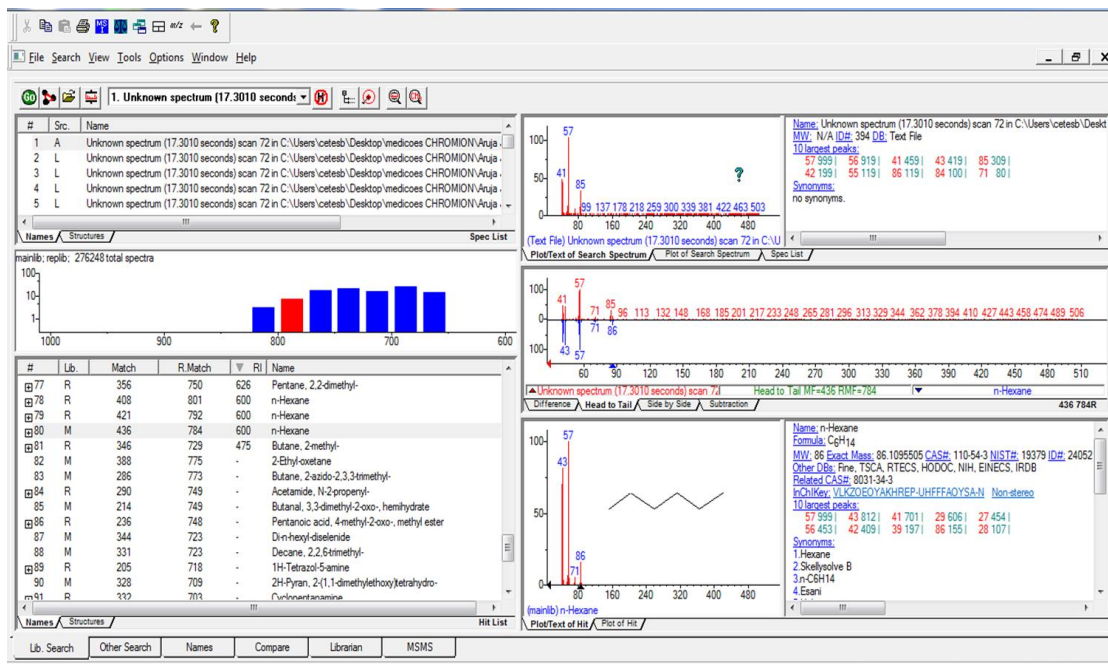 m/z
File Search View Tools Options Window Help
1. Unknown spectrum (17.3010 seconds
# Src. Name
1 A Unknown spectrum (17.3010 seconds) scan 72 in C:\Users\cetesb\Desktop\medicoes CHROMION\Aruja
2 L Unknown spectrum (17.3010 seconds) scan 72 in C:\Users\cetesb\Desktop\medicoes CHROMION\Aruja
3 L Unknown spectrum (17.3010 seconds) scan 72 in C:\Users\cetesb\Desktop\medicoes CHROMION\Aruja
4 L Unknown spectrum (17.3010 seconds) scan 72 in C:\Users\cetesb\Desktop\medicoes CHROMION\Aruja
5 L Unknown spectrum (17.3010 seconds) scan 72 in C:\Users\cetesb\Desktop\medicoes CHROMION\Aruja
Names Structures Spec List
mainlib; replib; 276248 total spectra
100
10
1
1000 900 800 700 600
# Lib. Match R.Match RI Name
77 R 356 750 626 Pentane, 2,2-dimethyl-
78 R 408 801 600 n-Hexane
79 R 421 792 600 n-Hexane
80 M 436 784 600 n-Hexane
81 R 346 729 475 Butane, 2-methyl-
82 M 388 775 - 2-Ethyl-oxetane
83 M 286 773 - Butane, 2-azido-2,3,3-trimethyl-
84 R 290 749 - Acetamide, N-2-propenyl-
85 M 214 749 - Butanal, 3,3-dimethyl-2-oxo-, hemihydrate
86 R 236 748 - Pentanoic acid, 4-methyl-2-oxo-, methyl ester
87 M 344 723 - Di-n-hexyl-diselenide
88 M 331 723 - Decane, 2,2,6-trimethyl-
89 R 205 718 - 1H-Tetrazol-5-amine
90 M 328 709 - 2H-Pyran, 2-(1,1-dimethylethoxy)tetrahydro-
91 R 332 703 - Cyclopentanamine
Names Structures Hit List
Lib. Search Other Search Names Compare Librarian MSMS
100
50
0
57
41
85
99 137 178 218 259 300 339 381 422 463 503
80 160 240 320 400 480
?
(Text File) Unknown spectrum (17.3010 seconds) scan 72 in C:\U
Plot/Text of Search Spectrum Plot of Search Spectrum Spec List
Name: Unknown spectrum (17.3010 seconds) scan 72 in C:\Users\cetesb\Deskt
MW: N/A ID#: 394 DB: Text File
10 largest peaks:
57 999 | 56 919 | 41 459 | 43 419 | 85 309 |
42 199 | 55 119 | 86 119 | 84 100 | 71 80 |
Synonyms:
no synonyms.
100
0
100
57
41 71 85 96 113 132 148 168 185 201 217 233 248 265 281 296 313 329 344 362 378 394 410 427 443 458 474 489 506
43 57 71 86
60 90 120 150 180 210 240 270 300 330 360 390 420 450 480 510
Unknown spectrum (17.3010 seconds) scan 72 Head to Tail MF=436 RMF=784 n-Hexane
Difference Head to Tail Side by Side Subtraction 436 784R
100
50
0
57
43
86
71
80 160 240 320 400 480
(mainlib) n-Hexane
Plot/Text of Hit Plot of Hit
Name: n-Hexane
Formula: C6H14
MW: 86 Exact Mass: 86.1095505 CAS#: 110-54-3 NIST#: 19379 ID#: 24052
Other DBs: Fine, TSCA, RTECS, HODOC, NIH, EINECS, IRDB
Related CAS#: 8031-34-3
InChIKey: VLKZOEOYAKHREP-UHFFFAOYSA-N Non-stereo
10 largest peaks:
57 999 | 43 812 | 41 701 | 29 606 | 27 454 |
56 453 | 42 409 | 39 197 | 86 155 | 28 107 |
Synonyms:
1.Hexane
2.Skellysolve B
3.n-C6H14
4.Esani